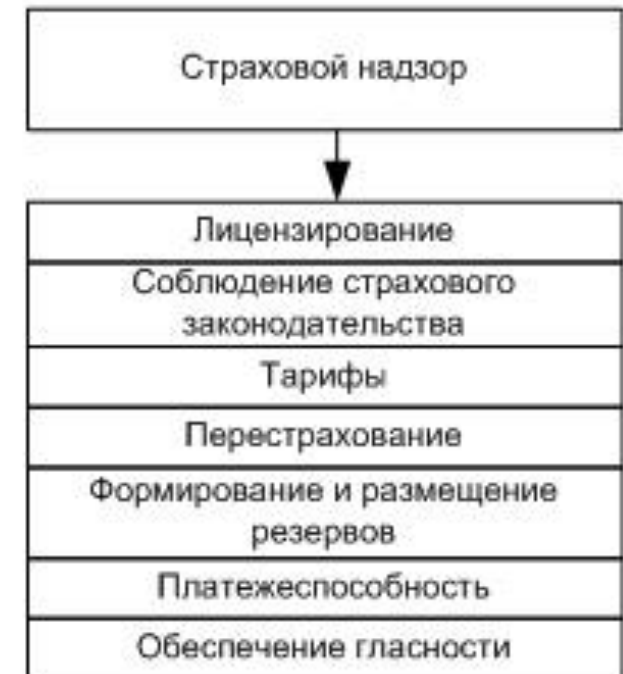 Страховой надзор
Лицензирование
Соблюдение страхового
законодательства
Тарифы
Перестрахование
Формирование и размещение
резервов
Платежеспособность
Обеспечение гласности